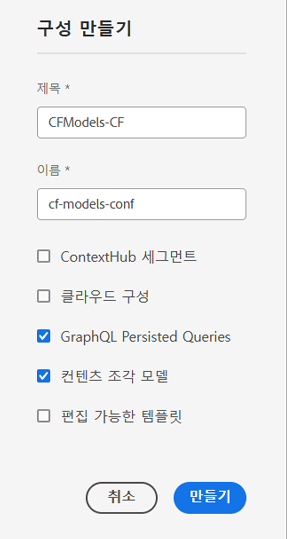 구성 만들기
제목 *
CFModels-CF
이름 *
cf-models-conf
ContextHub 세그먼트
클라우드 구성
GraphQL Persisted Queries
컨텐츠 조각 모델
편집 가능한 템플릿
취소 만들기